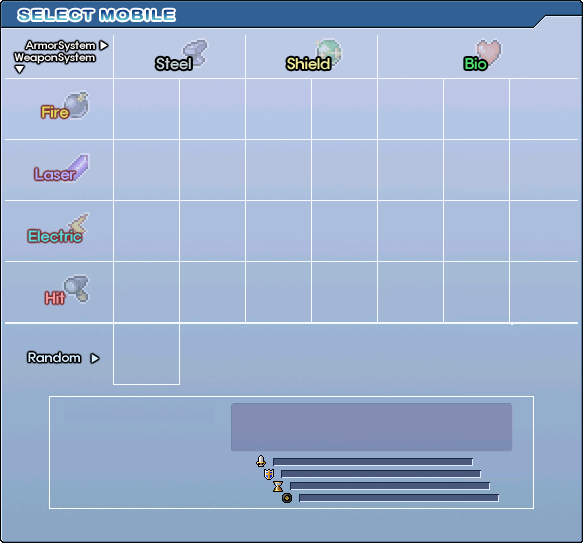 SELECT MOBILE
ArmorSystem
WeaponSystem
Steel
Shield
Bio
Fire
Laser
Electric
Hit
Random